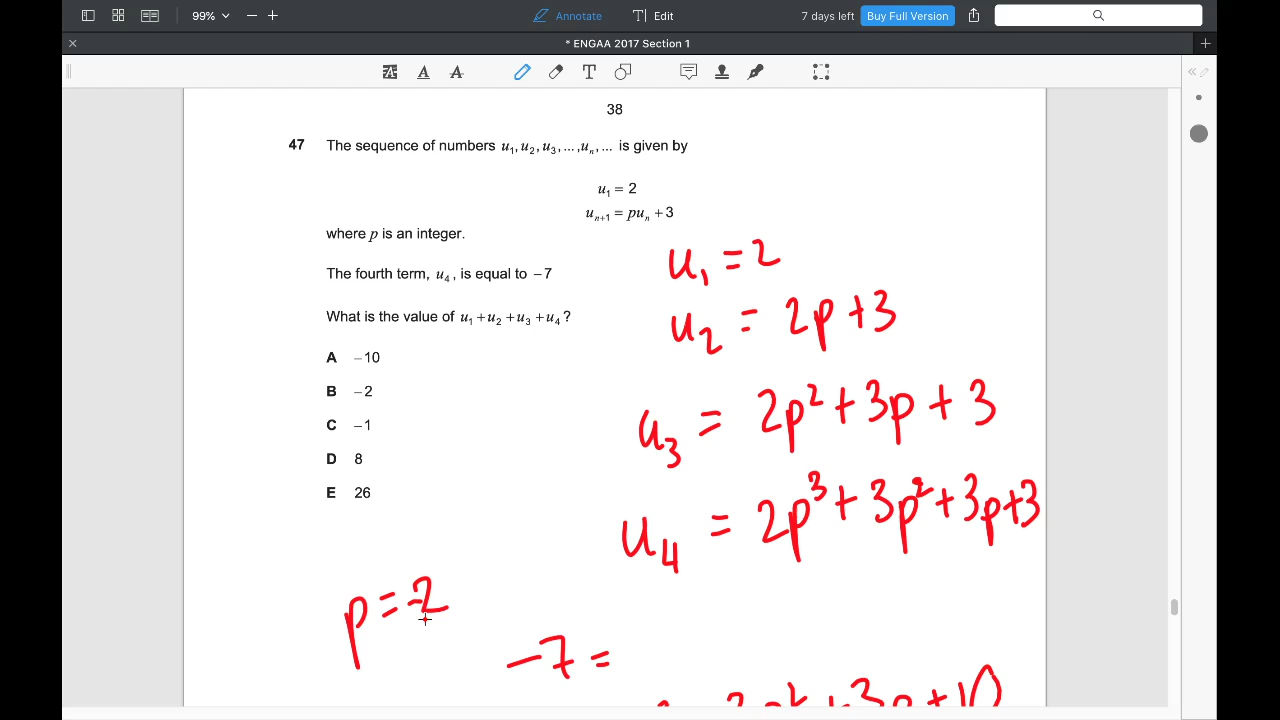 99%
Annotate
Edit
7 days left
Buy Full Version
* ENGAA 2017 Section 1
38
47 The sequence of numbers u₁, u₂, u₃, ..., uₙ, ... is given by
u₁ = 2
uₙ₊₁ = puₙ + 3
where p is an integer.
The fourth term, u₄, is equal to −7
What is the value of u₁ + u₂ + u₃ + u₄?
A −10
B −2
C −1
D 8
E 26
u₁ = 2
u₂ = 2p+3
u₃ = 2p² + 3p + 3
u₄ = 2p³ + 3p² + 3p+3
p = -2
-7 =
+3p+10